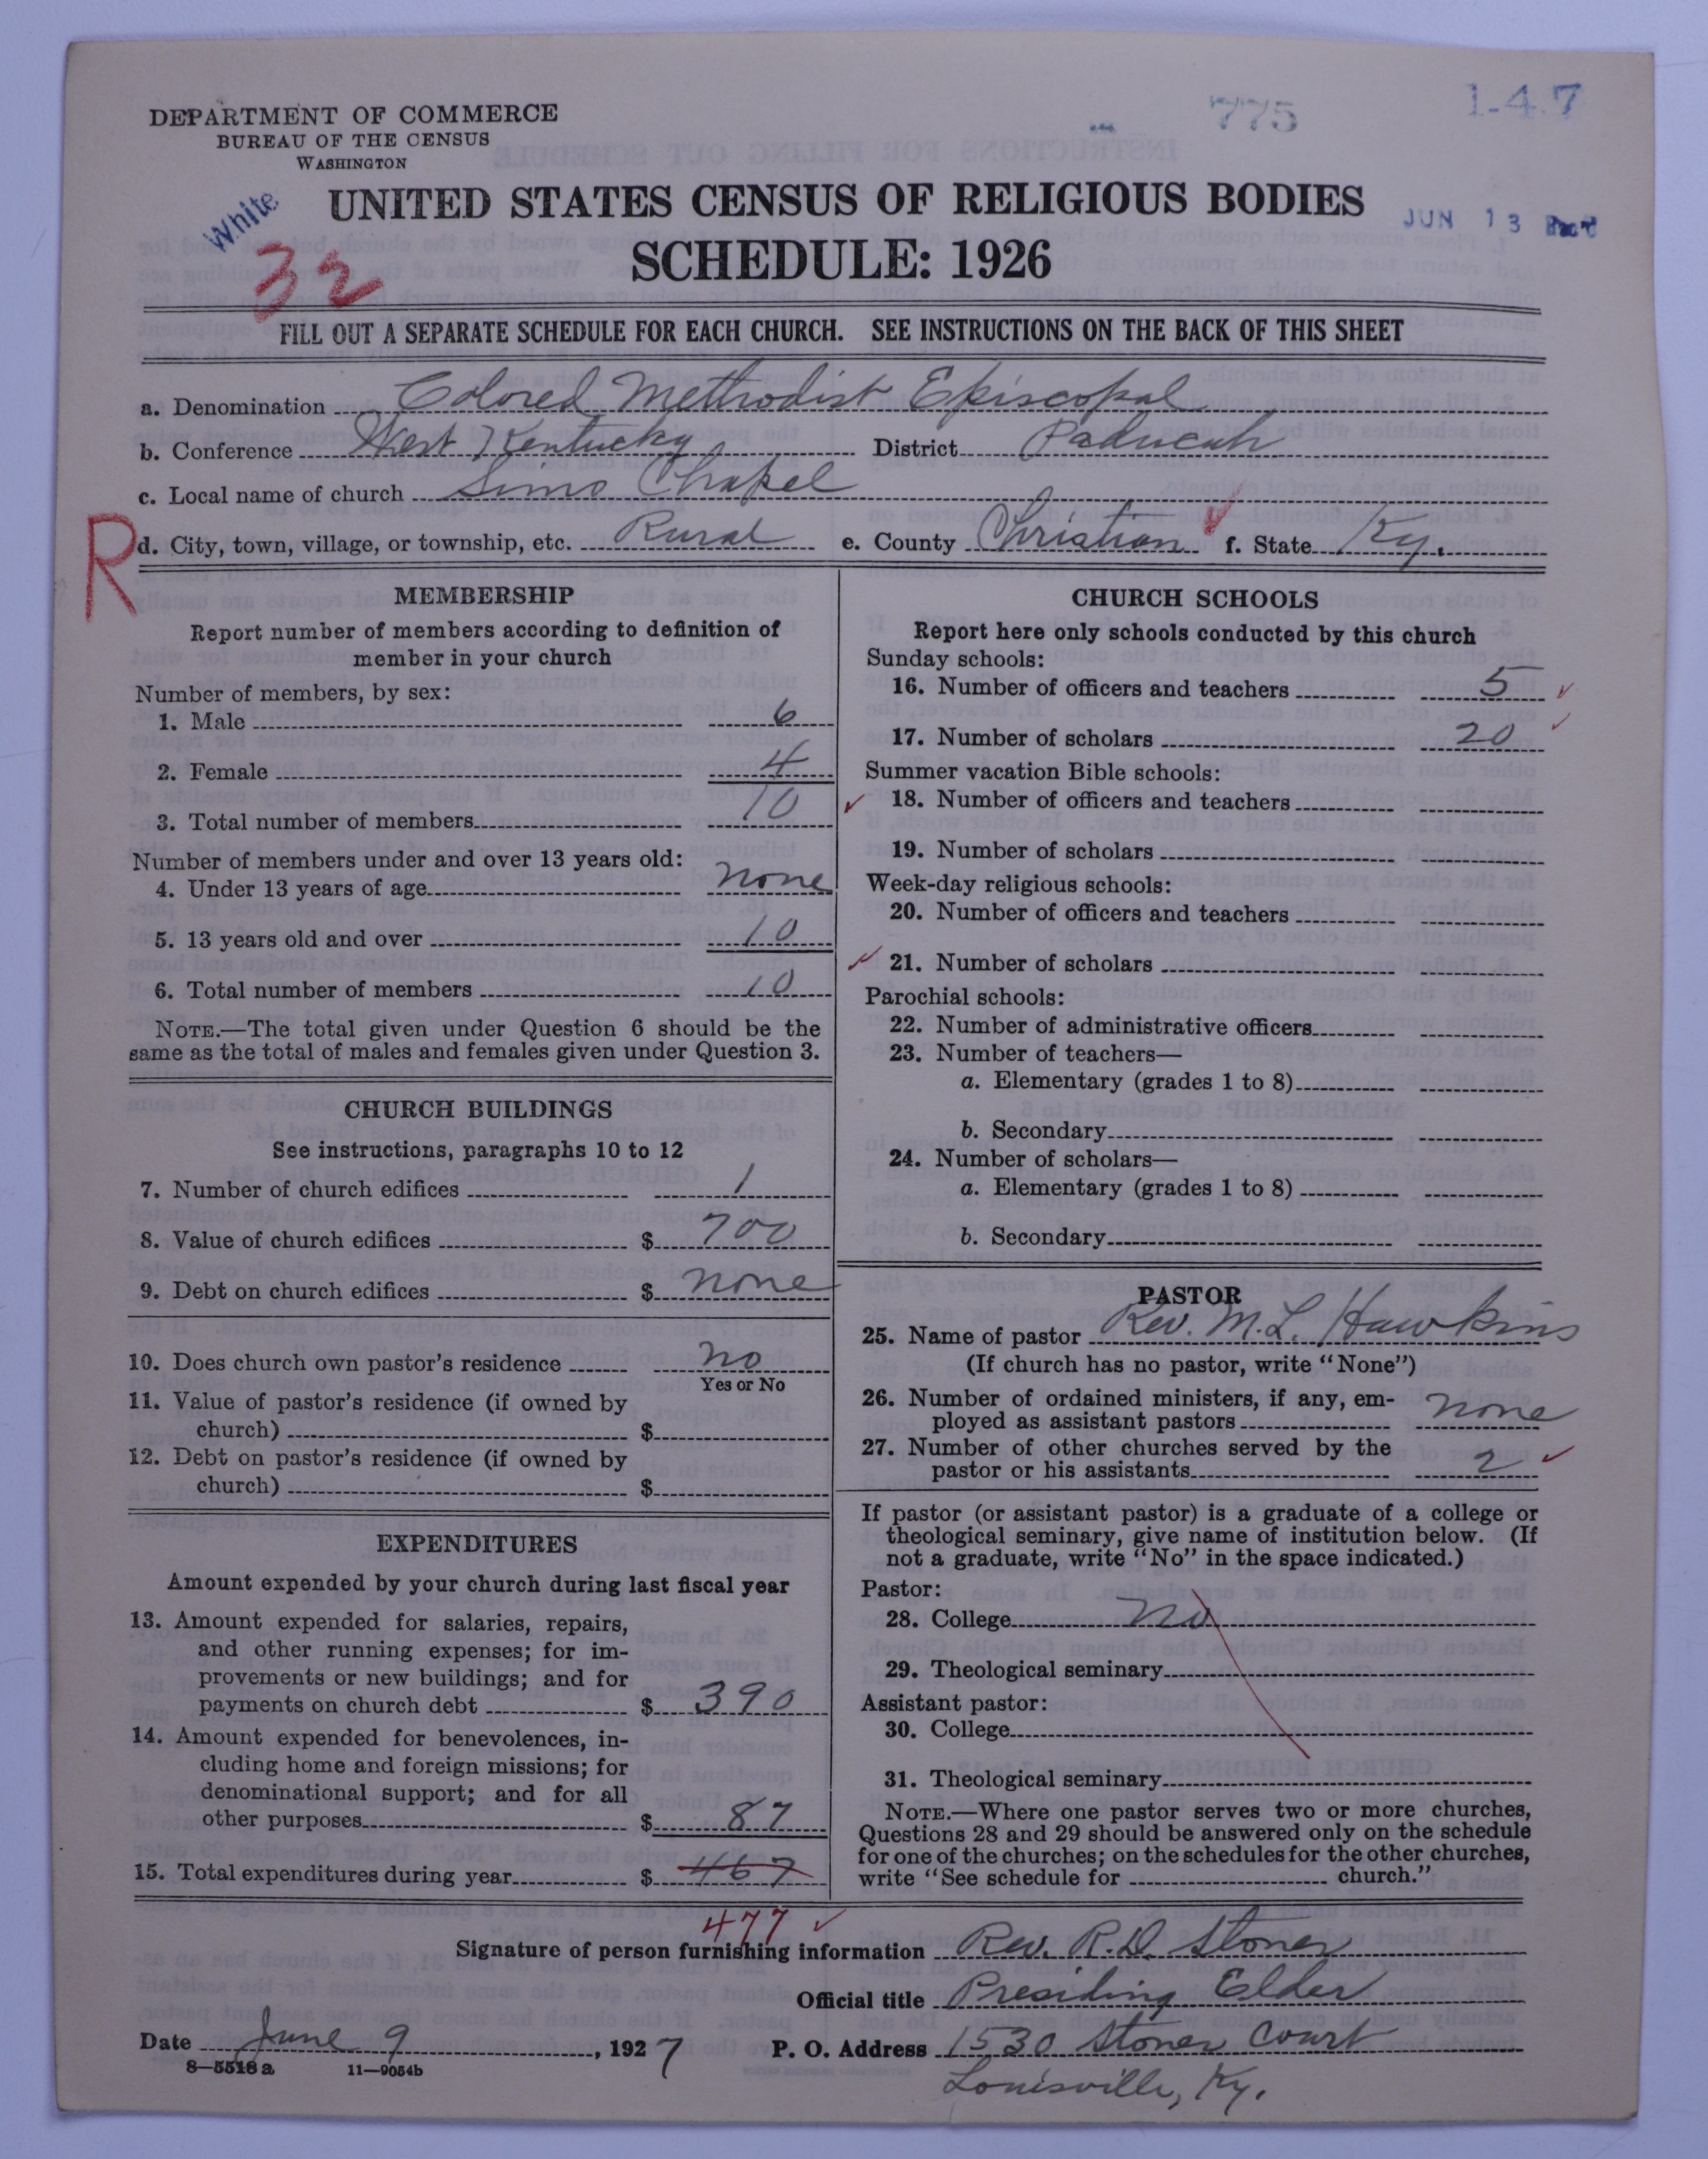 DEPARTMENT OF COMMERCE
BUREAU OF THE CENSUS
WASHINGTON
775
1-4-7
White
32
UNITED STATES CENSUS OF RELIGIOUS BODIES
SCHEDULE: 1926
JUN 13 Rec'd
FILL OUT A SEPARATE SCHEDULE FOR EACH CHURCH. SEE INSTRUCTIONS ON THE BACK OF THIS SHEET
a. Denomination Colored Methodist Episcopal
b. Conference West Kentucky District Paducah
c. Local name of church Sims Chapel
R
d. City, town, village, or township, etc. Rural e. County Christian f. State Ky.
MEMBERSHIP
Report number of members according to definition of
member in your church
Number of members, by sex:
1. Male 6
2. Female 4
3. Total number of members 10
Number of members under and over 13 years old:
4. Under 13 years of age none
5. 13 years old and over 10
6. Total number of members 10
NOTE.—The total given under Question 6 should be the
same as the total of males and females given under Question 3.
CHURCH BUILDINGS
See instructions, paragraphs 10 to 12
7. Number of church edifices 1
8. Value of church edifices $ 700
9. Debt on church edifices $ none
10. Does church own pastor's residence no
Yes or No
11. Value of pastor's residence (if owned by
church) $
12. Debt on pastor's residence (if owned by
church) $
EXPENDITURES
Amount expended by your church during last fiscal year
13. Amount expended for salaries, repairs,
and other running expenses; for im-
provements or new buildings; and for
payments on church debt $ 390
14. Amount expended for benevolences, in-
cluding home and foreign missions; for
denominational support; and for all
other purposes $ 87
15. Total expenditures during year $ 467
477
CHURCH SCHOOLS
Report here only schools conducted by this church
Sunday schools:
16. Number of officers and teachers 5
17. Number of scholars 20
Summer vacation Bible schools:
18. Number of officers and teachers
19. Number of scholars
Week-day religious schools:
20. Number of officers and teachers
21. Number of scholars
Parochial schools:
22. Number of administrative officers
23. Number of teachers—
a. Elementary (grades 1 to 8)
b. Secondary
24. Number of scholars—
a. Elementary (grades 1 to 8)
b. Secondary
PASTOR
25. Name of pastor Rev. M.L. Hawkins
(If church has no pastor, write "None")
26. Number of ordained ministers, if any, em-
ployed as assistant pastors none
27. Number of other churches served by the
pastor or his assistants 2
If pastor (or assistant pastor) is a graduate of a college or
theological seminary, give name of institution below. (If
not a graduate, write "No" in the space indicated.)
Pastor:
28. College no
29. Theological seminary
Assistant pastor:
30. College
31. Theological seminary
NOTE.—Where one pastor serves two or more churches,
Questions 28 and 29 should be answered only on the schedule
for one of the churches; on the schedules for the other churches,
write "See schedule for church."
Signature of person furnishing information Rev. R.D. Stoner
Official title Presiding Elder
Date June 9, 1927 P. O. Address 1530 Stoner Court
8—5518 a 11—9054b
Louisville, Ky.